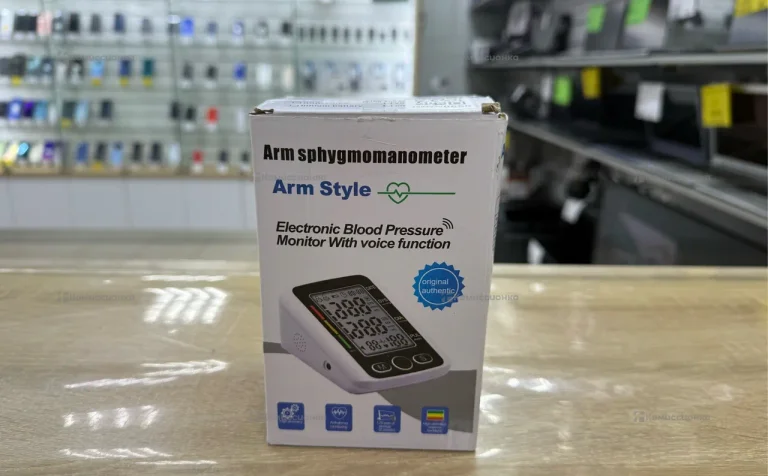 Arm sphygmomanometer
Arm Style
Electronic Blood Pressure
Monitor With voice function
original
authentic